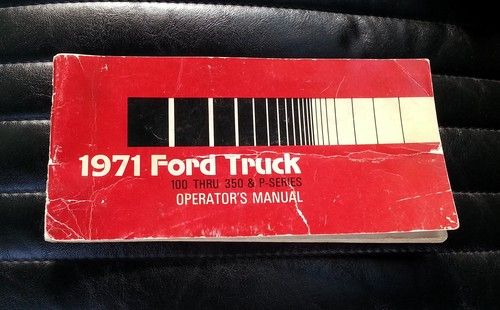 1971 Ford Truck
100 THRU 350 & P-SERIES
OPERATOR'S MANUAL